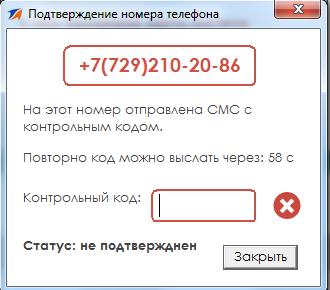 Подтверждение номера телефона
+7(729)210-20-86
На этот номер отправлена СМС с
контрольным кодом.
Повторно код можно выслать через: 58 с
Контрольный код:
Статус: не подтвержднен
Закрыть